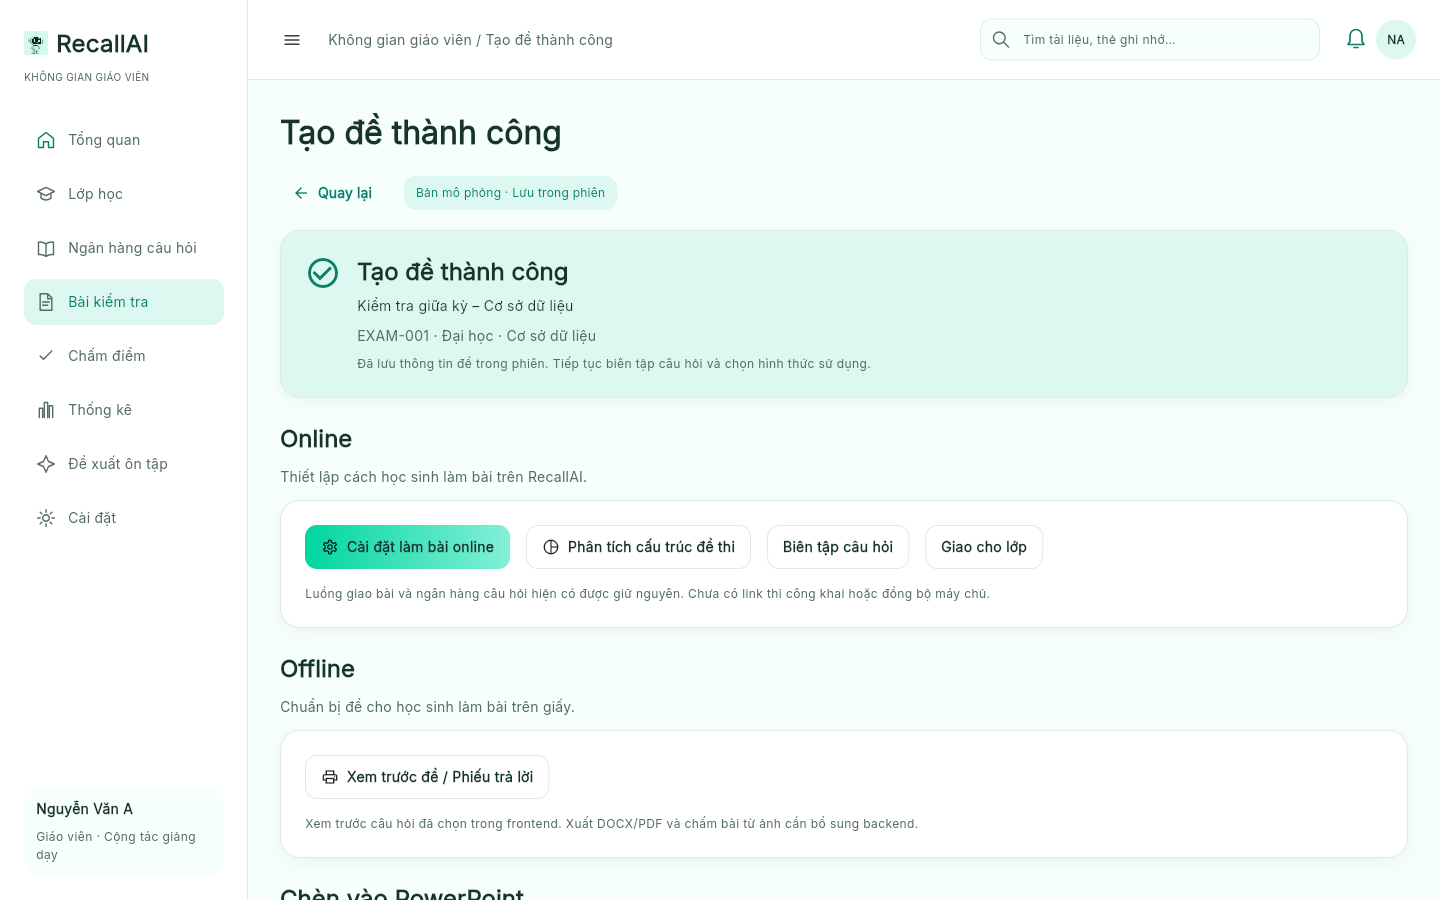 RecallAI
KHÔNG GIAN GIÁO VIÊN
Tổng quan
Lớp học
Ngân hàng câu hỏi
Bài kiểm tra
Chấm điểm
Thống kê
Đề xuất ôn tập
Cài đặt
Nguyễn Văn A
Giáo viên · Cộng tác giảng
dạy
Không gian giáo viên / Tạo đề thành công
Tìm tài liệu, thẻ ghi nhớ...
NA
Tạo đề thành công
Quay lại
Bản mô phỏng · Lưu trong phiên
Tạo đề thành công
Kiểm tra giữa kỳ – Cơ sở dữ liệu
EXAM-001 · Đại học · Cơ sở dữ liệu
Đã lưu thông tin đề trong phiên. Tiếp tục biên tập câu hỏi và chọn hình thức sử dụng.
Online
Thiết lập cách học sinh làm bài trên RecallAI.
Cài đặt làm bài online
Phân tích cấu trúc đề thi
Biên tập câu hỏi
Giao cho lớp
Luồng giao bài và ngân hàng câu hỏi hiện có được giữ nguyên. Chưa có link thi công khai hoặc đồng bộ máy chủ.
Offline
Chuẩn bị đề cho học sinh làm bài trên giấy.
Xem trước đề / Phiếu trả lời
Xem trước câu hỏi đã chọn trong frontend. Xuất DOCX/PDF và chấm bài từ ảnh cần bổ sung backend.
Chèn vào PowerPoint